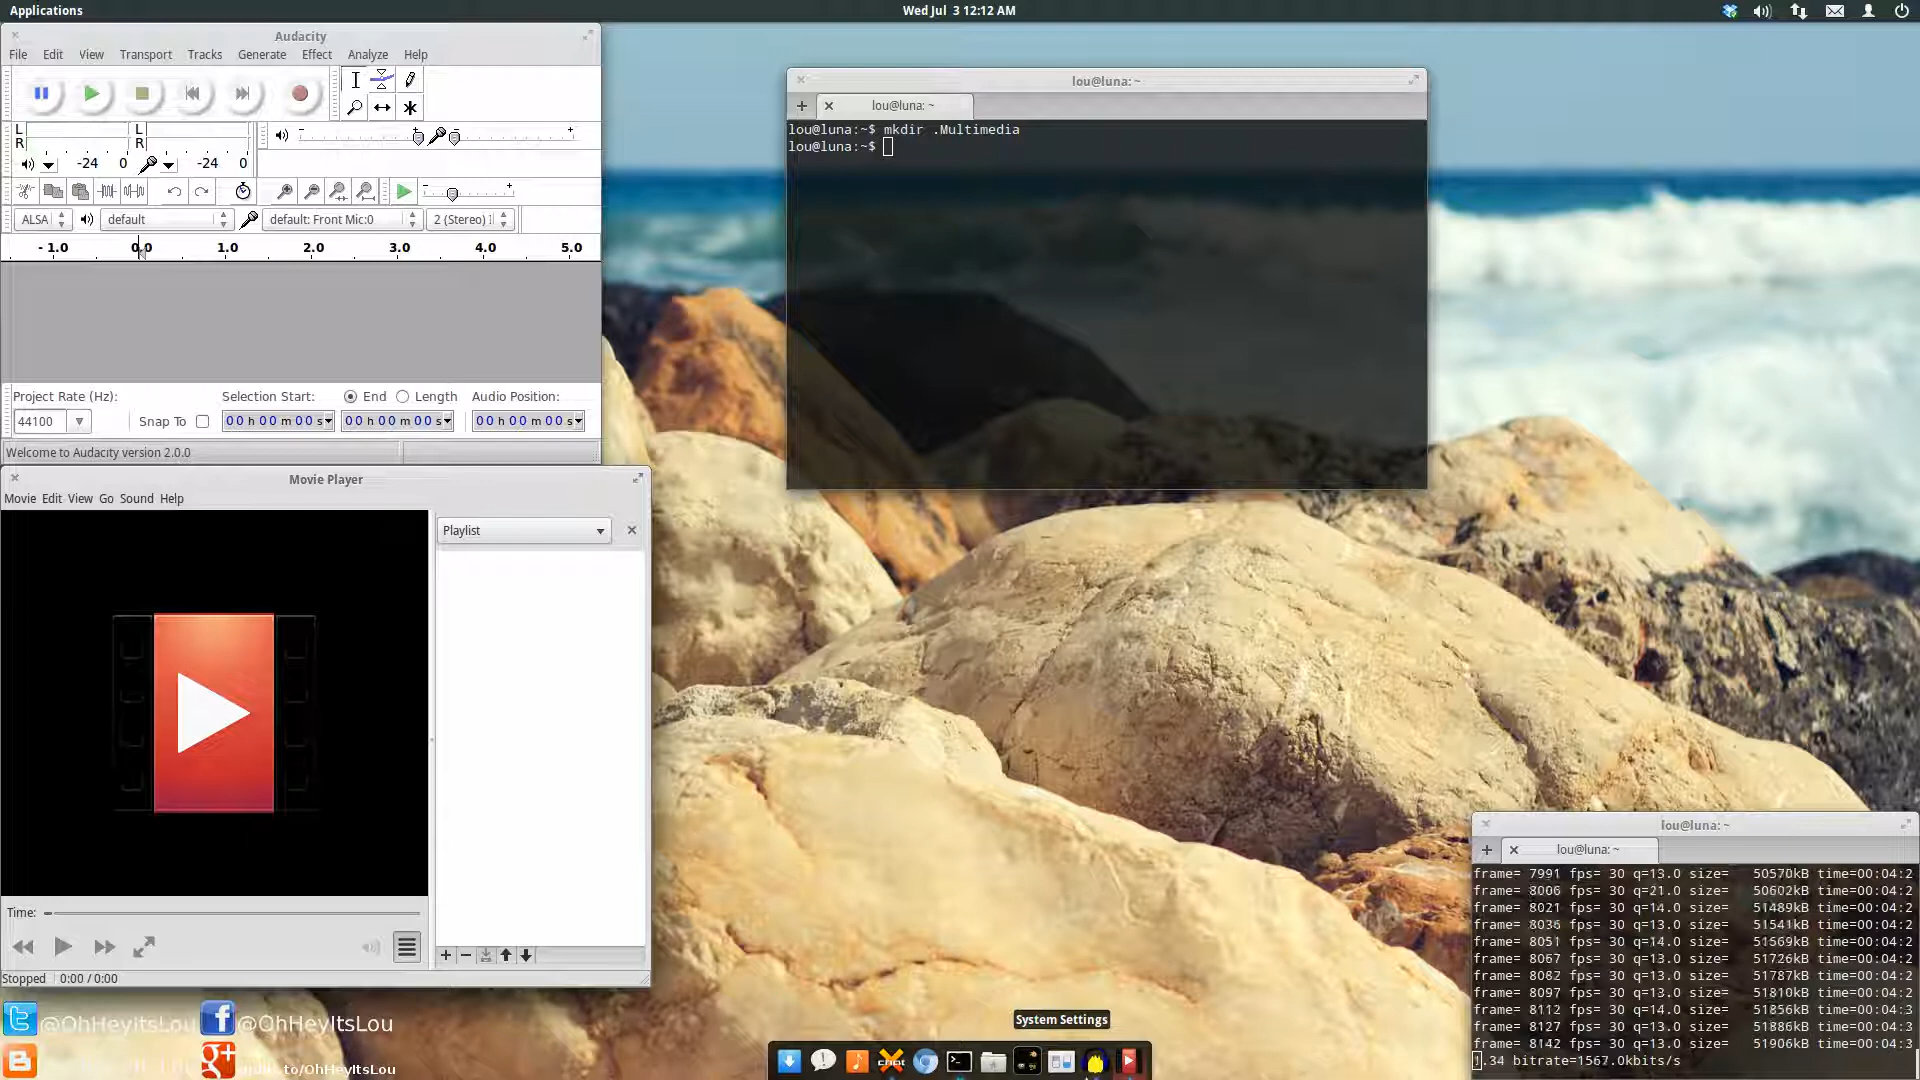 Applications
Wed Jul 3 12:12 AM
Audacity
File Edit View Transport Tracks Generate Effect Analyze Help
L
R
L
R
-24 0
-24 0
ALSA
default
default: Front Mic:0
2 (Stereo)
- 1.0 0.0 1.0 2.0 3.0 4.0 5.0
Project Rate (Hz):
Selection Start:
End
Length
Audio Position:
44100
Snap To
00 h 00 m 00 s
00 h 00 m 00 s
00 h 00 m 00 s
Welcome to Audacity version 2.0.0
Movie Player
Movie Edit View Go Sound Help
Playlist
Time:
Stopped 0:00 / 0:00
@OhHeyItsLou
@OhHeyItsLou
.to/OhHeyItsLou
lou@luna: ~
lou@luna: ~
lou@luna:~$ mkdir .Multimedia
lou@luna:~$
System Settings
lou@luna: ~
lou@luna: ~
frame= 7991 fps= 30 q=13.0 size= 50570kB time=00:04:2
frame= 8006 fps= 30 q=21.0 size= 50602kB time=00:04:2
frame= 8021 fps= 30 q=14.0 size= 51489kB time=00:04:2
frame= 8036 fps= 30 q=13.0 size= 51541kB time=00:04:2
frame= 8051 fps= 30 q=14.0 size= 51569kB time=00:04:2
frame= 8067 fps= 30 q=13.0 size= 51726kB time=00:04:2
frame= 8082 fps= 30 q=13.0 size= 51787kB time=00:04:2
frame= 8097 fps= 30 q=13.0 size= 51810kB time=00:04:2
frame= 8112 fps= 30 q=14.0 size= 51856kB time=00:04:3
frame= 8127 fps= 30 q=13.0 size= 51886kB time=00:04:3
frame= 8142 fps= 30 q=13.0 size= 51906kB time=00:04:3
1.34 bitrate=1567.0kbits/s